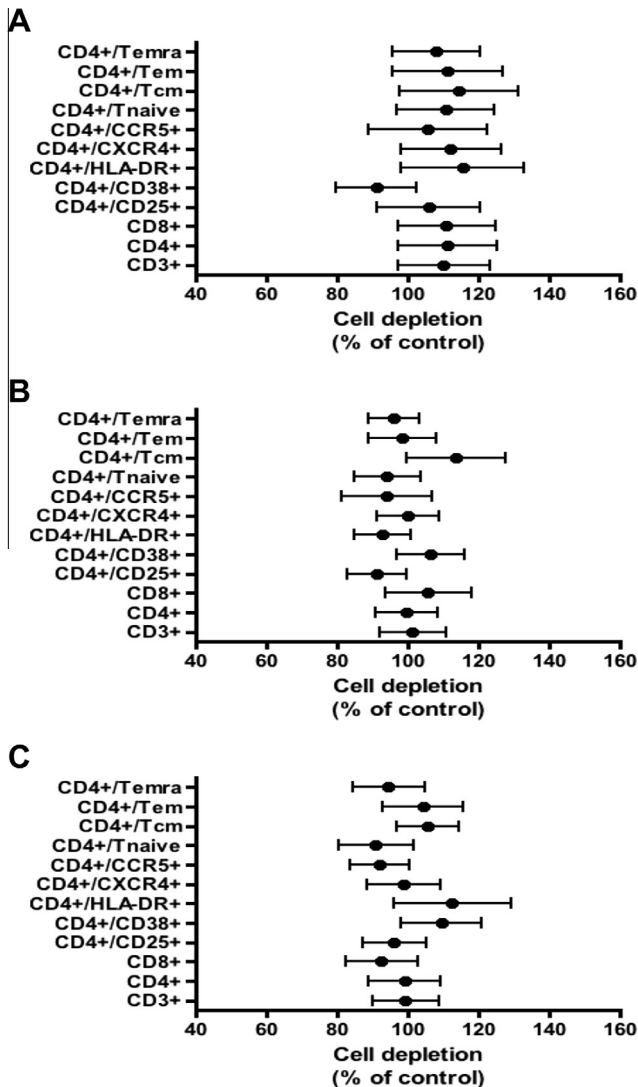 A
CD4+/Temra
CD4+/Tem
CD4+/Tcm
CD4+/Tnaive
CD4+/CCR5+
CD4+/CXCR4+
CD4+/HLA-DR+
CD4+/CD38+
CD4+/CD25+
CD8+
CD4+
CD3+
40 60 80 100 120 140 160
Cell depletion
(% of control)
B
CD4+/Temra
CD4+/Tem
CD4+/Tcm
CD4+/Tnaive
CD4+/CCR5+
CD4+/CXCR4+
CD4+/HLA-DR+
CD4+/CD38+
CD4+/CD25+
CD8+
CD4+
CD3+
40 60 80 100 120 140 160
Cell depletion
(% of control)
C
CD4+/Temra
CD4+/Tem
CD4+/Tcm
CD4+/Tnaive
CD4+/CCR5+
CD4+/CXCR4+
CD4+/HLA-DR+
CD4+/CD38+
CD4+/CD25+
CD8+
CD4+
CD3+
40 60 80 100 120 140 160
Cell depletion
(% of control)